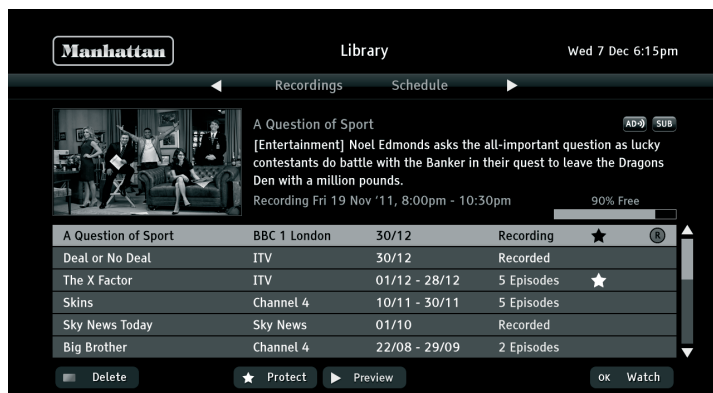 Manhattan Library Wed 7 Dec 6:15pm
Recordings Schedule
A Question of Sport AD SUB
[Entertainment] Noel Edmonds asks the all-important question as lucky
contestants do battle with the Banker in their quest to leave the Dragons
Den with a million pounds.
Recording Fri 19 Nov '11, 8:00pm - 10:30pm 90% Free
A Question of Sport BBC 1 London 30/12 Recording R
Deal or No Deal ITV 30/12 Recorded
The X Factor ITV 01/12 - 28/12 5 Episodes
Skins Channel 4 10/11 - 30/11 5 Episodes
Sky News Today Sky News 01/10 Recorded
Big Brother Channel 4 22/08 - 29/09 2 Episodes
Delete Protect Preview OK Watch